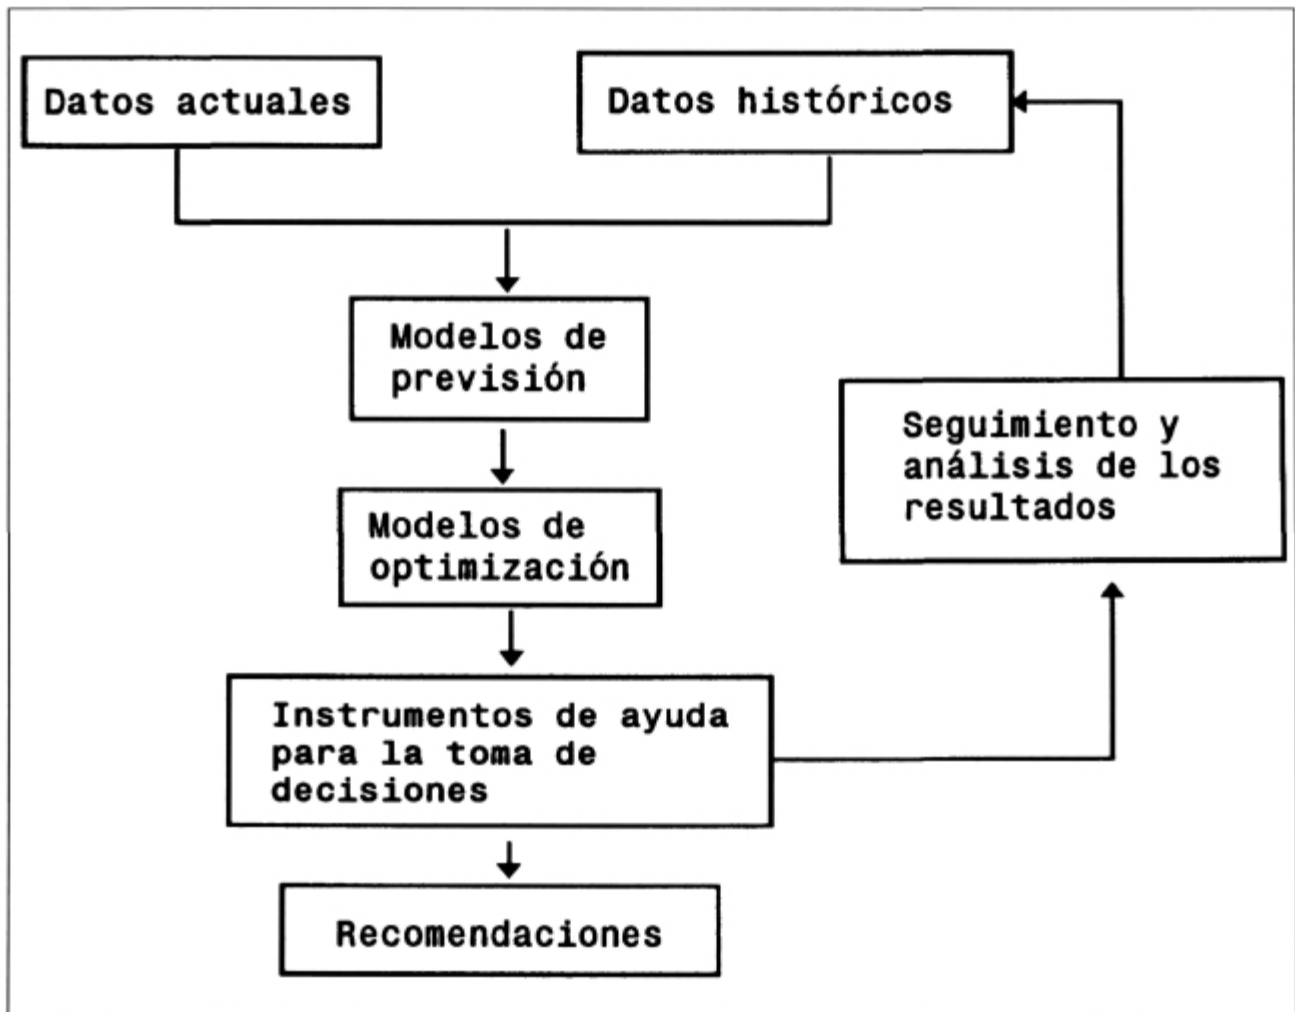 Datos actuales
Datos históricos
Modelos de
previsión
Modelos de
optimización
Seguimiento y
análisis de los
resultados
Instrumentos de ayuda
para la toma de
decisiones
Recomendaciones